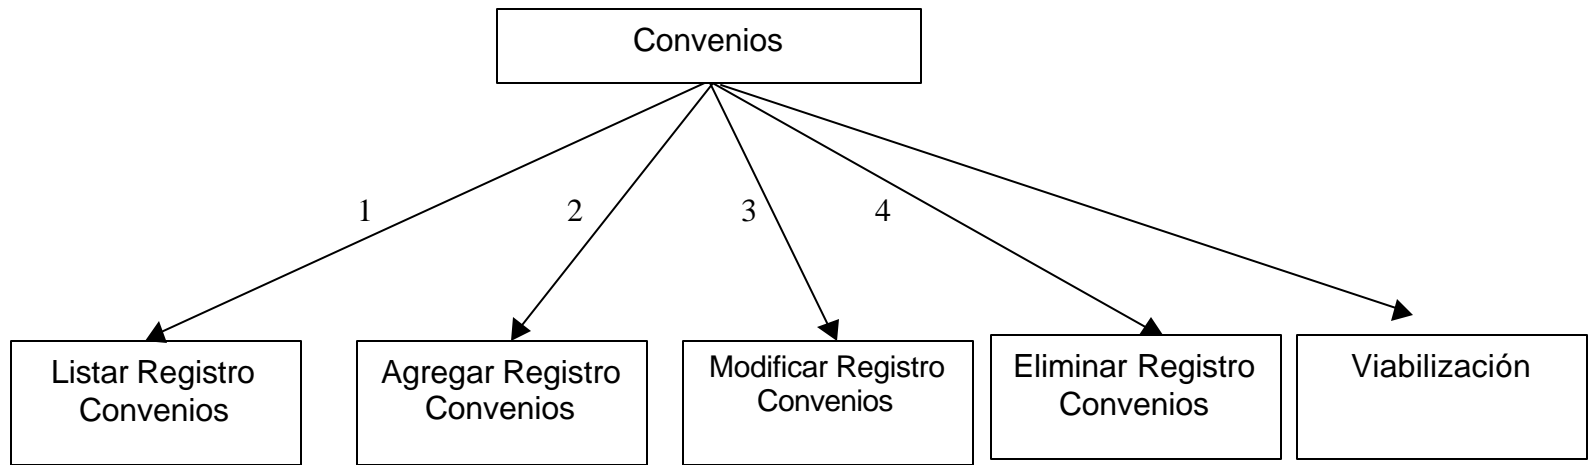 Convenios
1
2
3
4
Listar Registro
Convenios
Agregar Registro
Convenios
Modificar Registro
Convenios
Eliminar Registro
Convenios
Viabilización